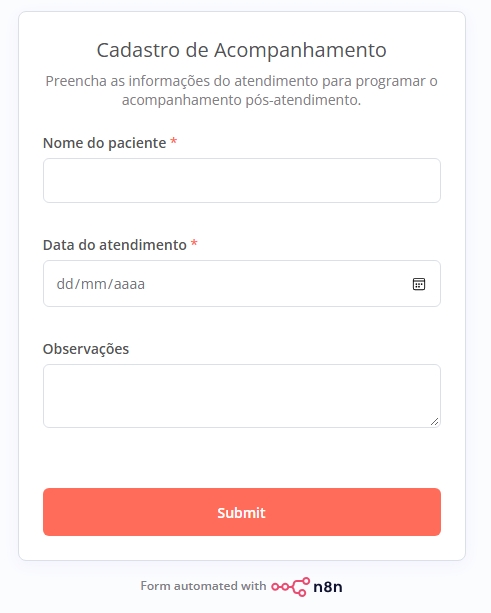 Cadastro de Acompanhamento
Preencha as informações do atendimento para programar o
acompanhamento pós-atendimento.
Nome do paciente *
Data do atendimento *
dd/mm/aaaa
Observações
Submit
Form automated with n8n